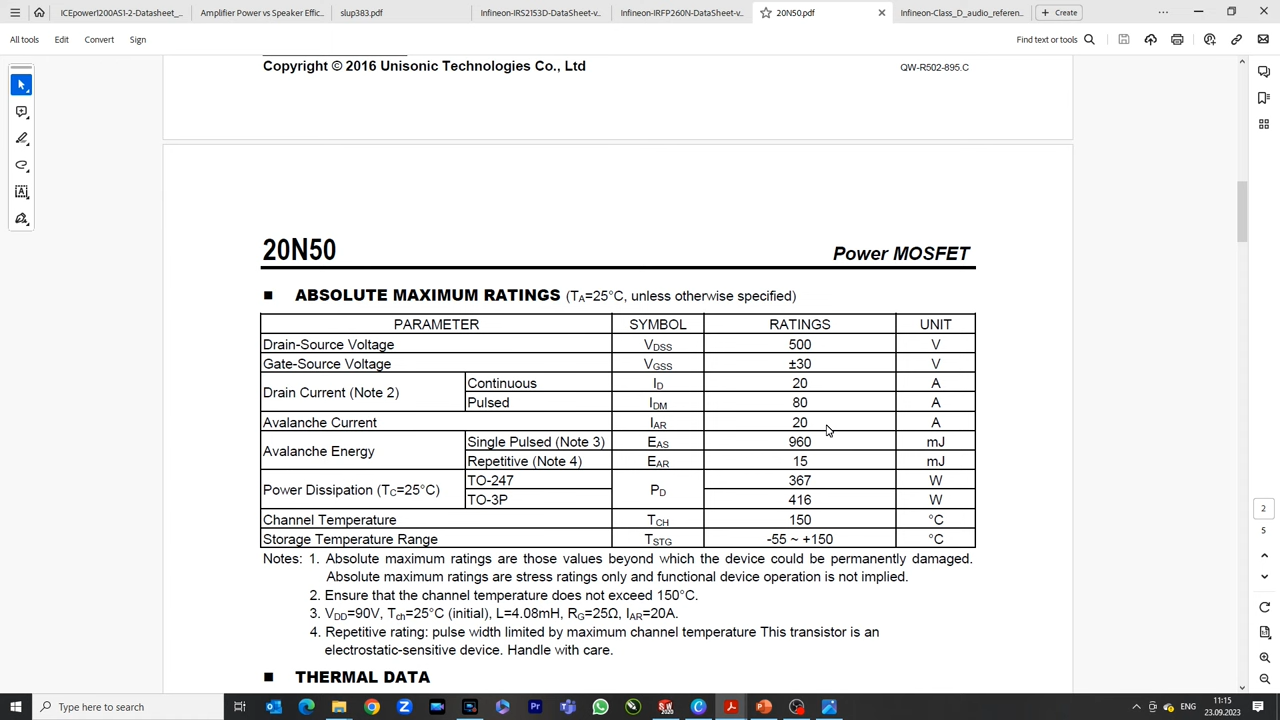 ICEpower1200AS1-2-Datasheet_...
Amplifier Power vs Speaker Effic...
slup383.pdf
Infineon-IRS2153D-DataSheet-v...
Infineon-IRFP260N-DataSheet-v...
20N50.pdf
Infineon-Class_D_audio_referen...
+ Create
All tools
Edit
Convert
Sign
Find text or tools
Copyright © 2016 Unisonic Technologies Co., Ltd
QW-R502-895.C
20N50
Power MOSFET
■ ABSOLUTE MAXIMUM RATINGS (TA=25°C, unless otherwise specified)
PARAMETER SYMBOL RATINGS UNIT
Drain-Source Voltage VDSS 500 V
Gate-Source Voltage VGSS ±30 V
Drain Current (Note 2) Continuous ID 20 A
Pulsed IDM 80 A
Avalanche Current IAR 20 A
Avalanche Energy Single Pulsed (Note 3) EAS 960 mJ
Repetitive (Note 4) EAR 15 mJ
Power Dissipation (TC=25°C) TO-247 PD 367 W
TO-3P 416 W
Channel Temperature TCH 150 °C
Storage Temperature Range TSTG -55 ~ +150 °C
Notes: 1. Absolute maximum ratings are those values beyond which the device could be permanently damaged.
Absolute maximum ratings are stress ratings only and functional device operation is not implied.
2. Ensure that the channel temperature does not exceed 150°C.
3. VDD=90V, Tch=25°C (initial), L=4.08mH, RG=25Ω, IAR=20A.
4. Repetitive rating: pulse width limited by maximum channel temperature This transistor is an
electrostatic-sensitive device. Handle with care.
■ THERMAL DATA
2
5
Type here to search
ENG
11:15
23.09.2023